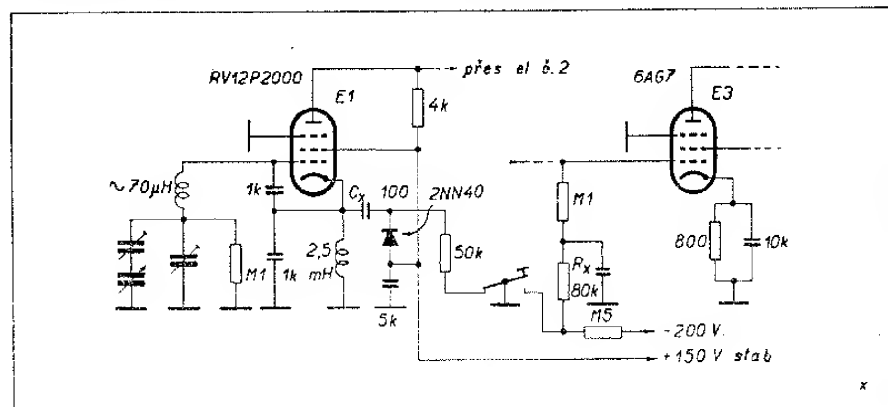 RV12P2000
E1
přes el č.2
4k
6AG7
E3
~70µH
1k
Cx
100
2NN40
M1
M1
1k
2,5
mH
50k
5k
Rx
80k
800
10k
M5
-200 V.
+150 V stab
x